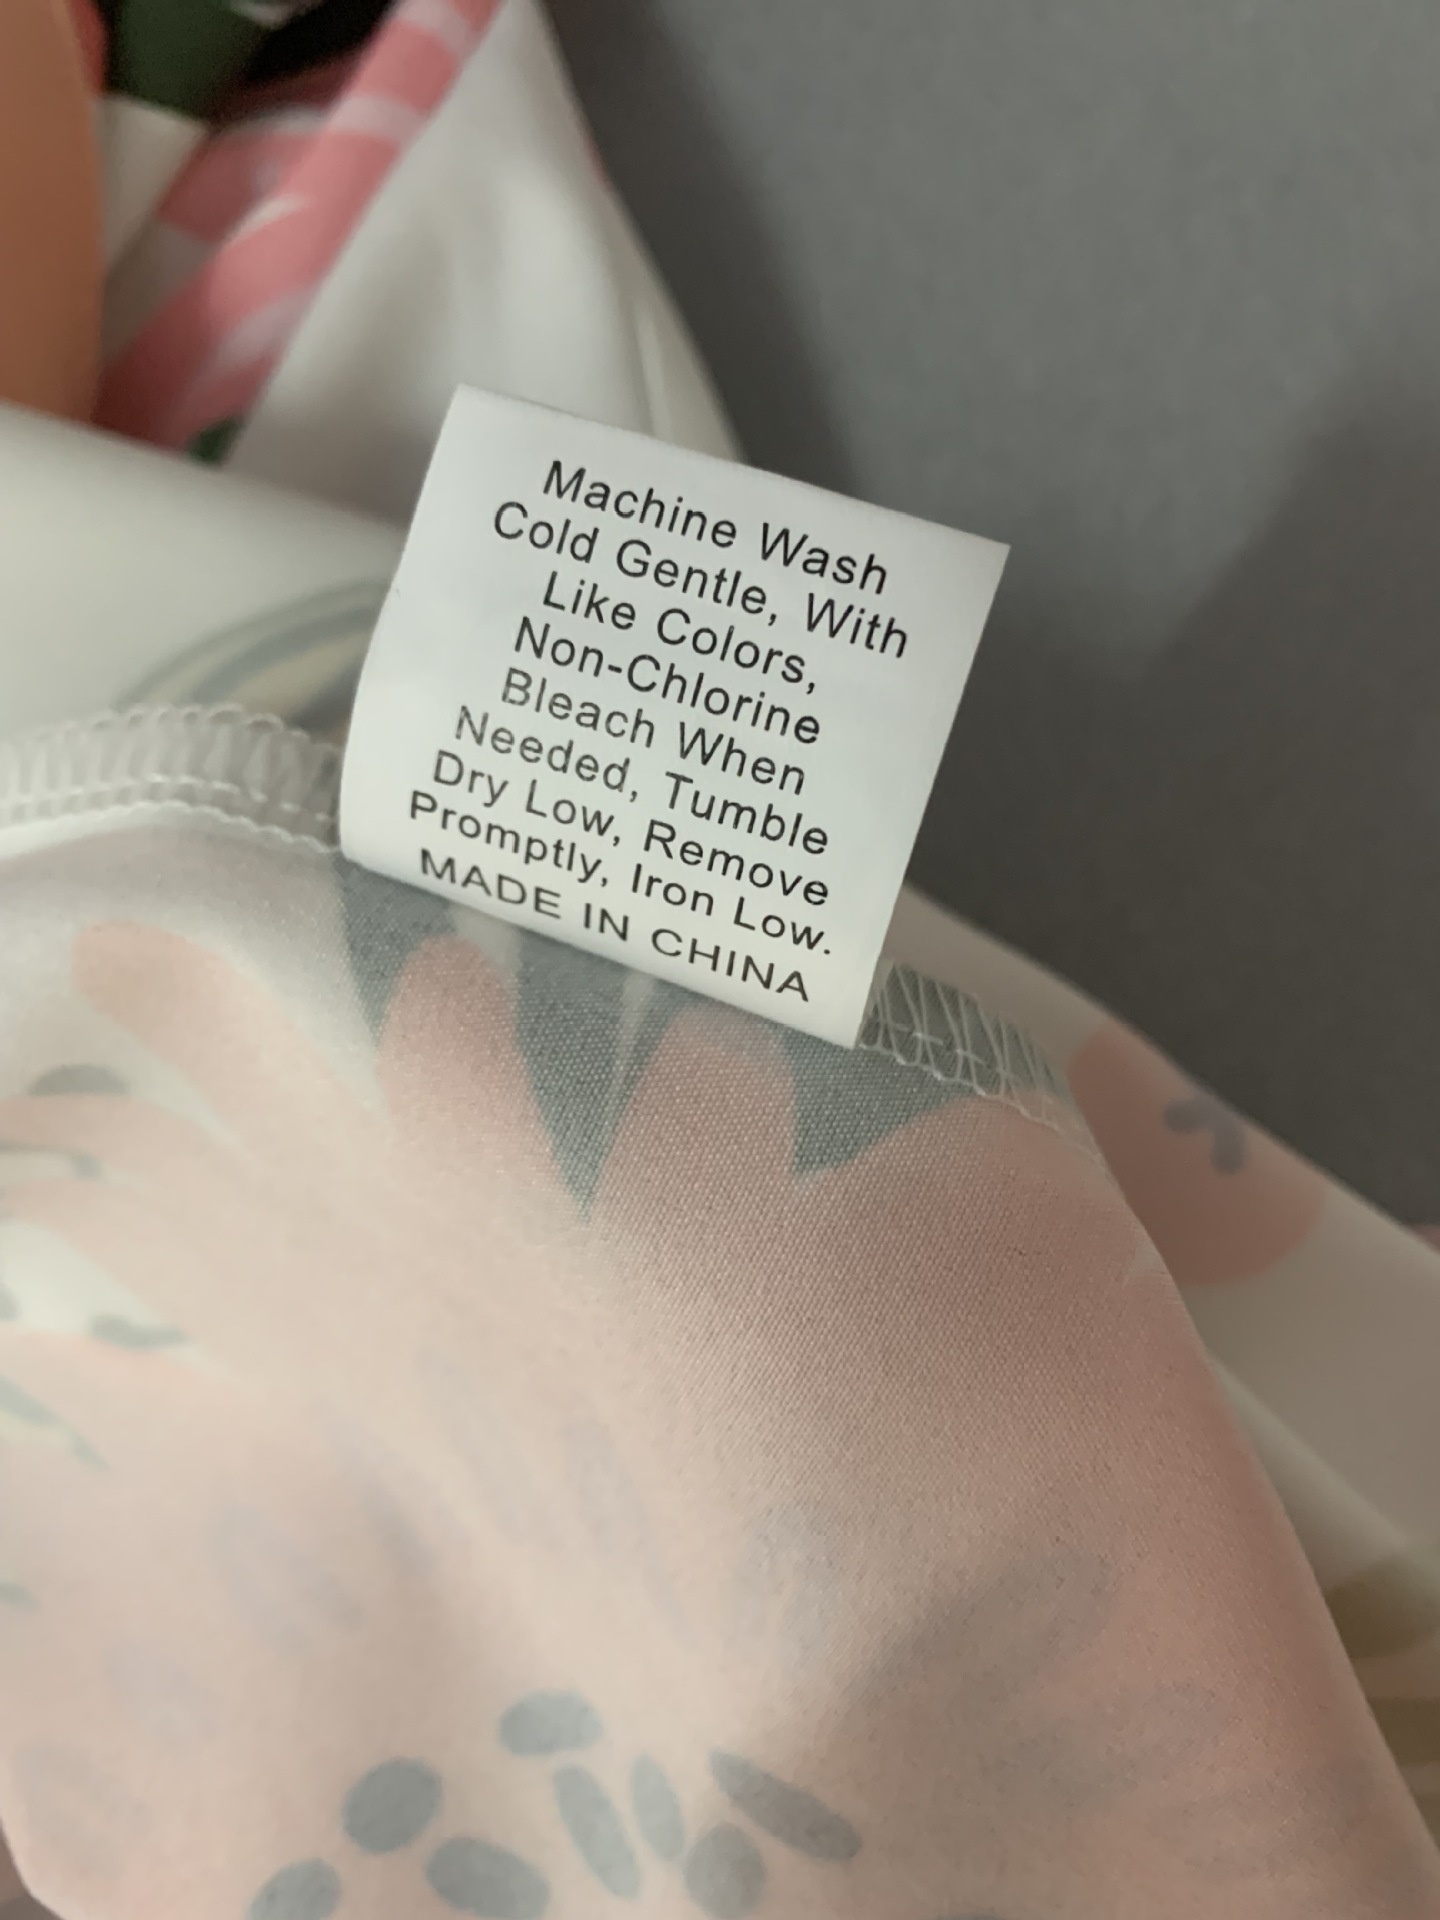 Machine Wash
Cold Gentle, With
Like Colors,
Non-Chlorine
Bleach When
Needed, Tumble
Dry Low, Remove
Promptly, Iron Low.
MADE IN CHINA